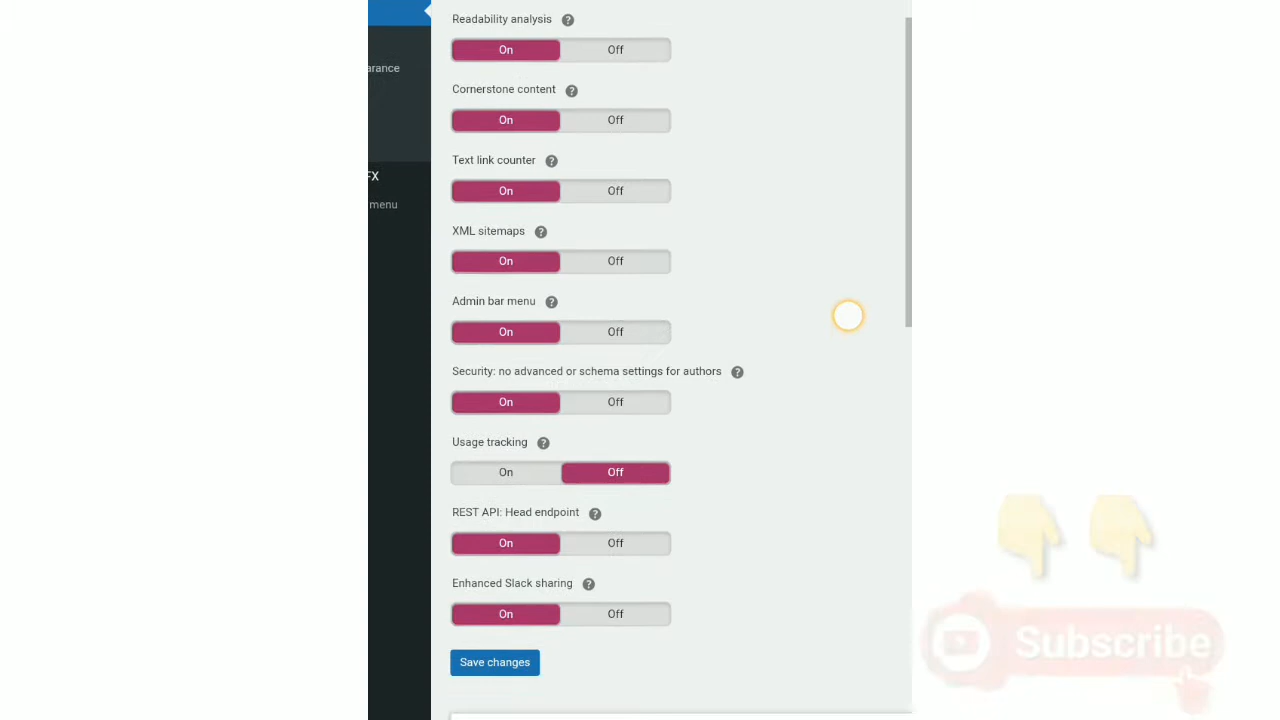 Readability analysis ?
On Off
arance
Cornerstone content ?
On Off
Text link counter ?
FX
On Off
menu
XML sitemaps ?
On Off
Admin bar menu ?
On Off
Security: no advanced or schema settings for authors ?
On Off
Usage tracking ?
On Off
REST API: Head endpoint ?
On Off
Enhanced Slack sharing ?
On Off
Save changes
Subscribe